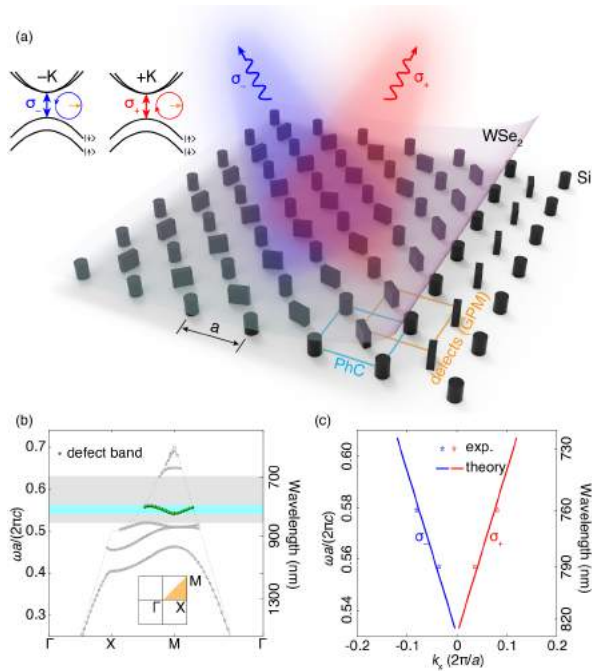 (a)
−K
+K
σ−
σ+
|↓⟩
|↑⟩
σ−
σ+
WSe2
Si
a
PhC
defects (GPM)
(b)
(c)
defect band
ωa/(2πc)
0.7
0.6
0.5
0.4
0.3
Γ
X
M
Γ
700
900
1300
Wavelength (nm)
M
Γ
X
exp.
theory
ωa/(2πc)
0.60
0.58
0.56
0.53
σ−
σ+
730
760
790
820
Wavelength (nm)
−0.2
−0.1
0
0.1
0.2
kx (2π/a)